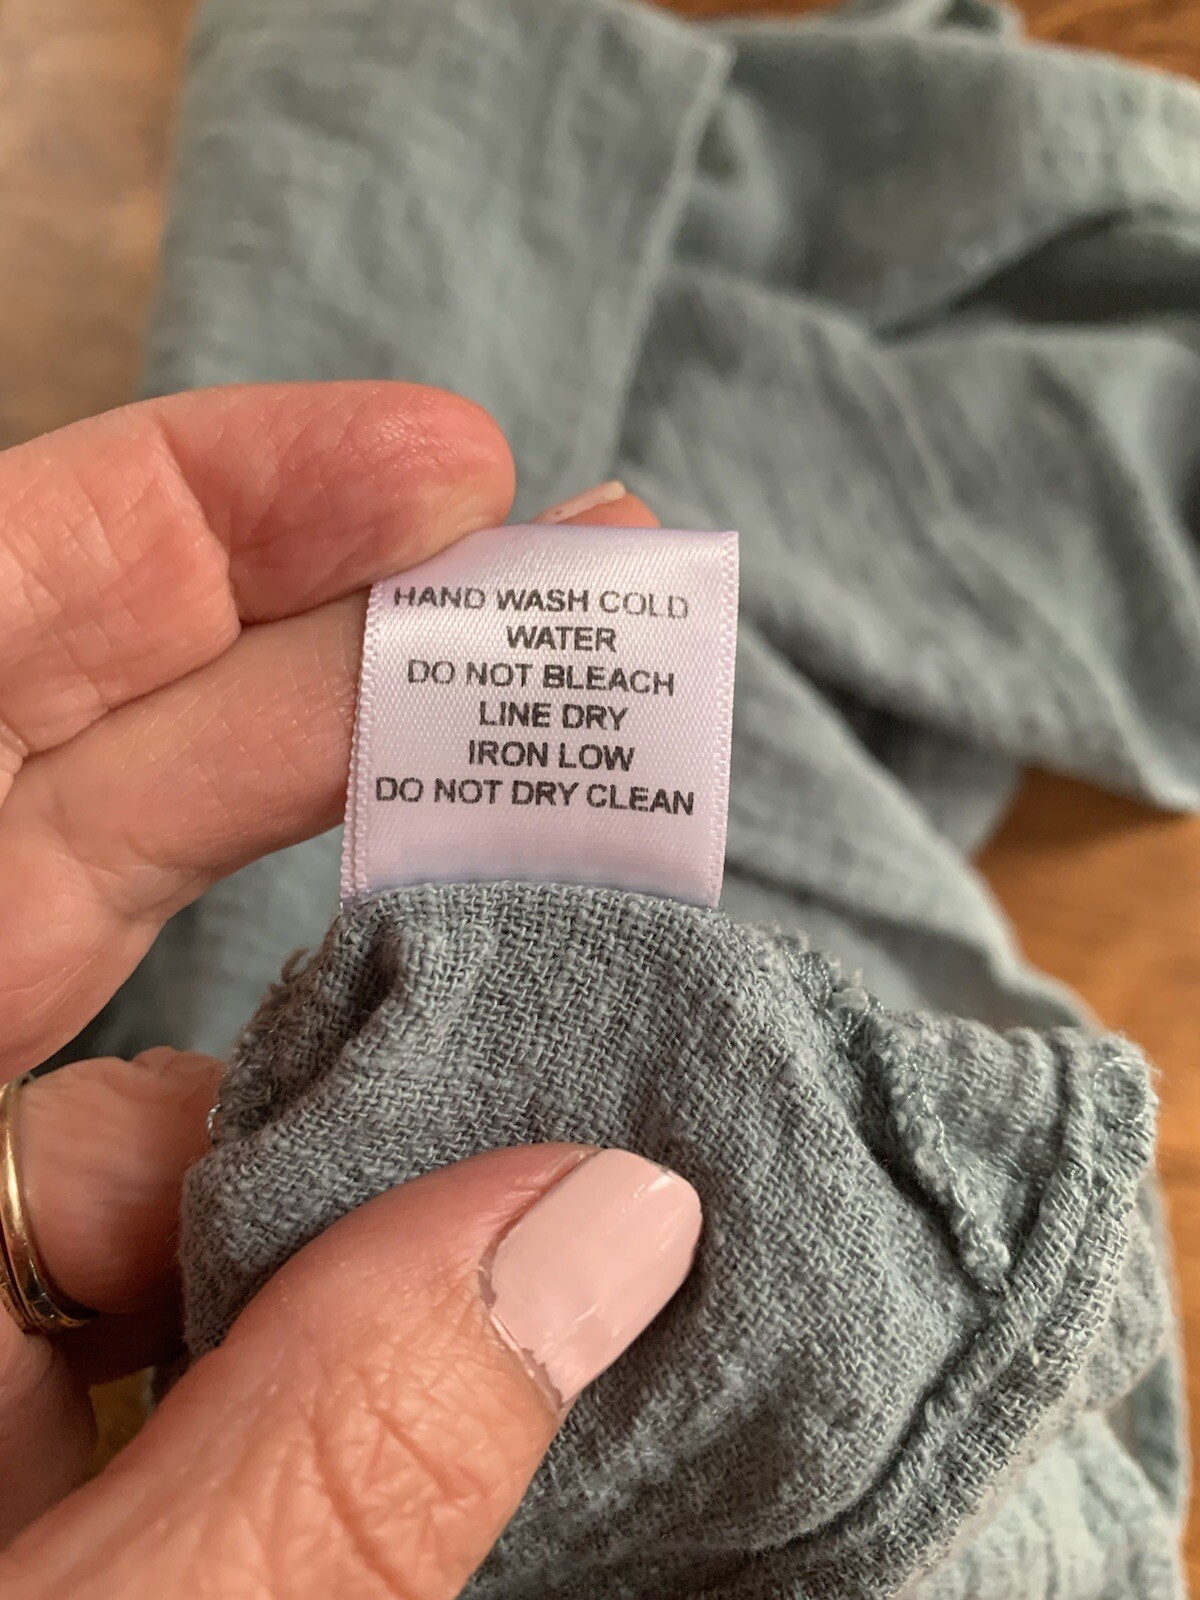 HAND WASH COLD
WATER
DO NOT BLEACH
LINE DRY
IRON LOW
DO NOT DRY CLEAN